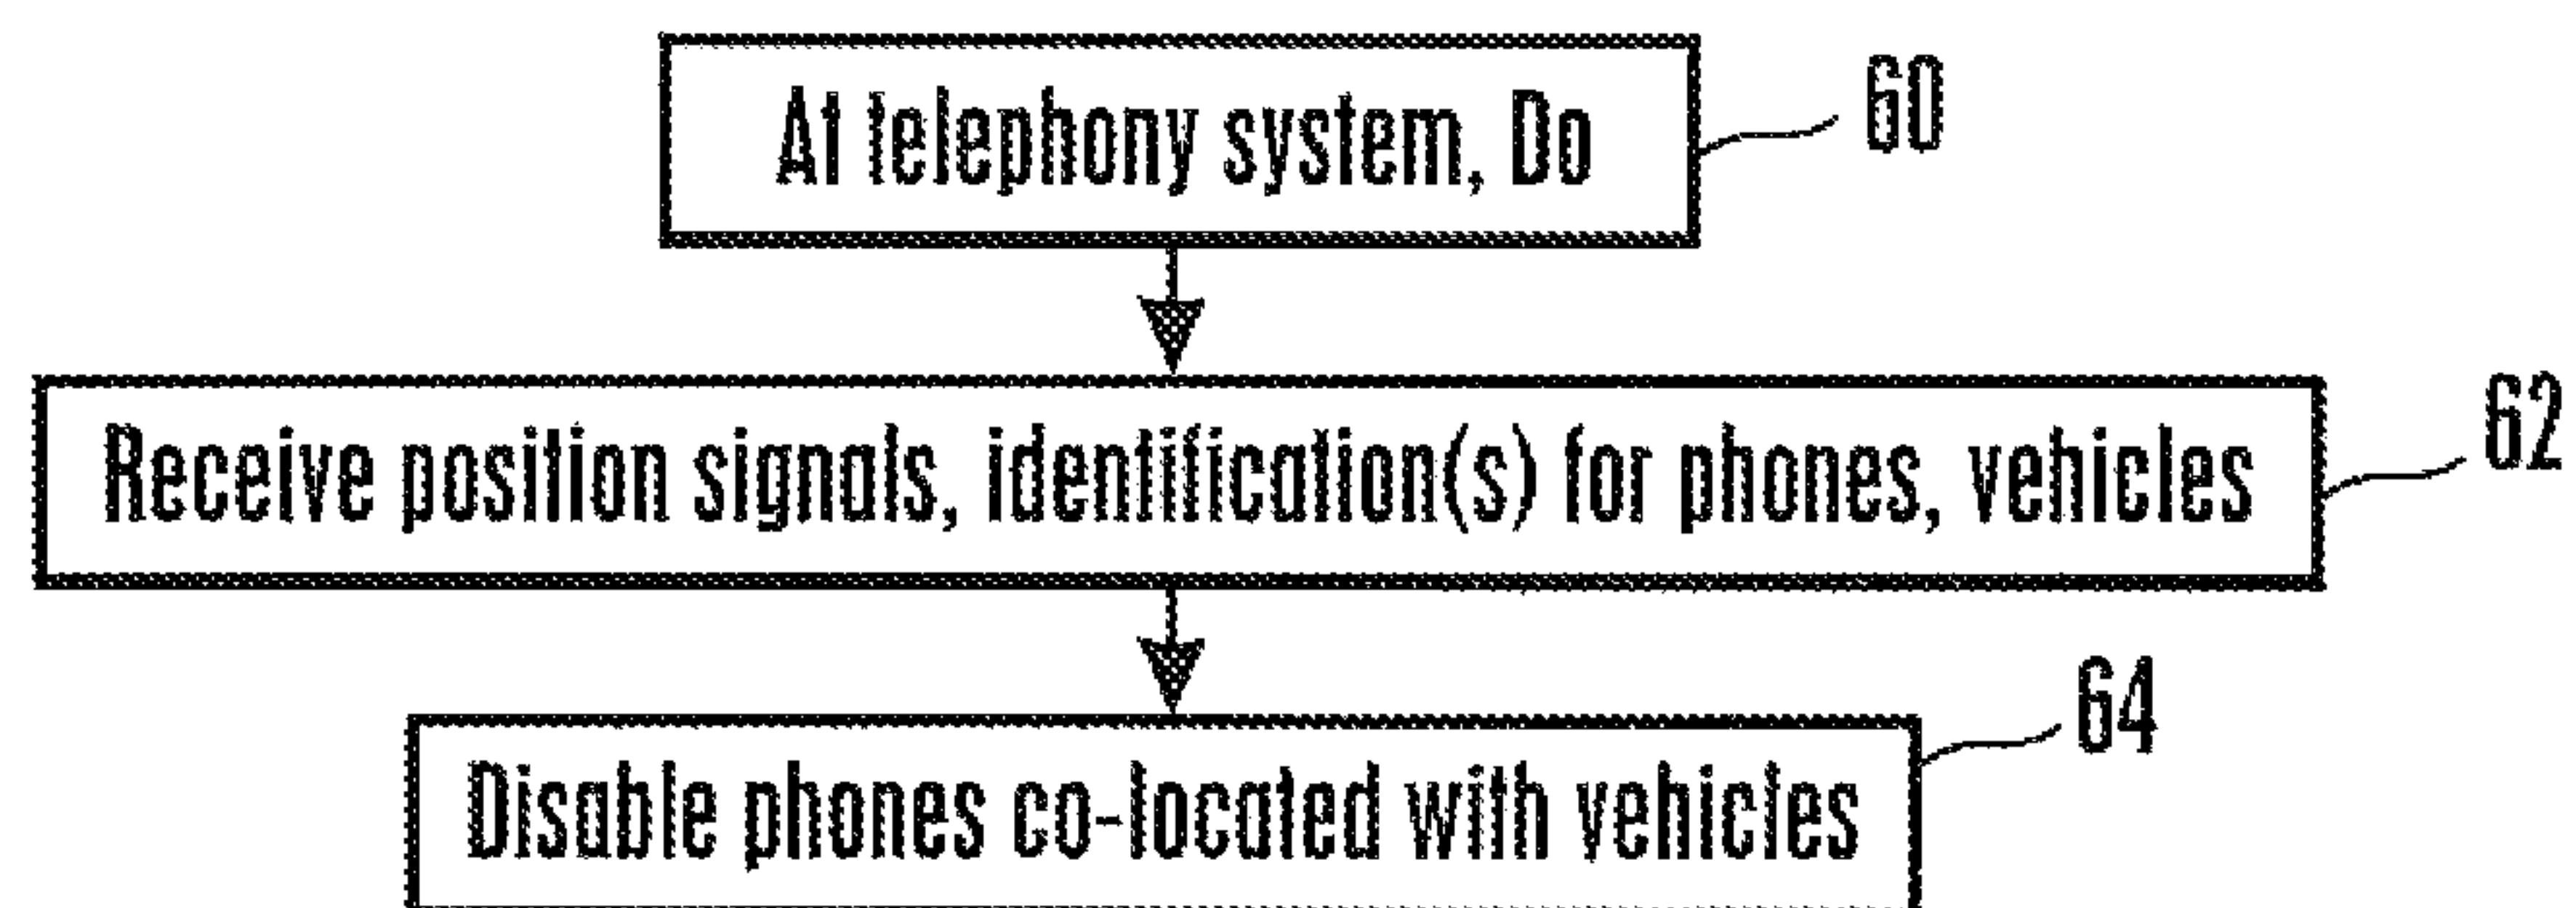 At telephony system, Do
60
Receive position signals, identification(s) for phones, vehicles
62
64
Disable phones co-located with vehicles